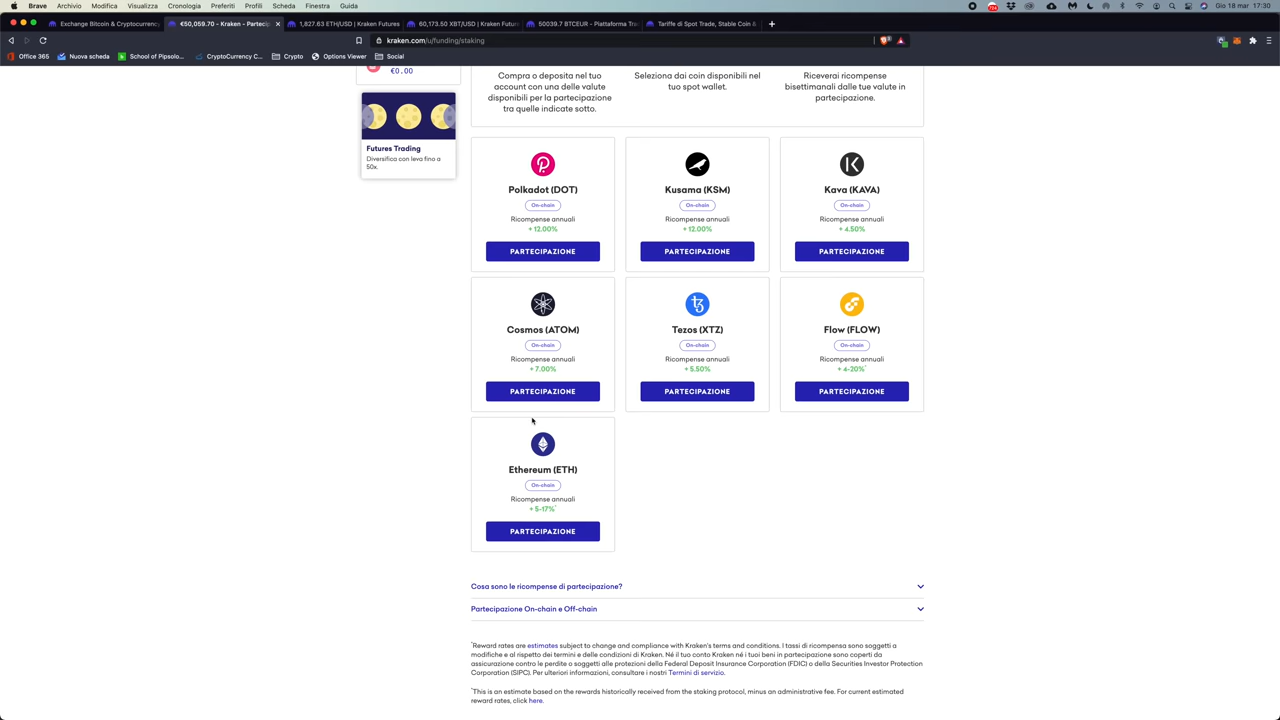 Brave Archivio Modifica Visualizza Cronologia Preferiti Profili Scheda Finestra Guida Gio 18 mar 17:30
Exchange Bitcoin & Cryptocurrency €50,059.70 - Kraken - Partecip 1,827.63 ETH/USD | Kraken Futures 60,173.50 XBT/USD | Kraken Futur 50039.7 BTCEUR - Piattaforma Tra Tariffe di Spot Trade, Stable Coin &
kraken.com/u/funding/staking
Office 365 Nuova scheda School of Pipsolo... CryptoCurrency C... Crypto Options Viewer Social
€0.00
Futures Trading
Diversifica con leva fino a
50x.
Compra o deposita nel tuo
account con una delle valute
disponibili per la partecipazione
tra quelle indicate sotto.
Seleziona dai coin disponibili nel
tuo spot wallet.
Riceverai ricompense
bisettimanali dalle tue valute in
partecipazione.
Polkadot (DOT)
On-chain
Ricompense annuali
+ 12.00%
PARTECIPAZIONE
Kusama (KSM)
On-chain
Ricompense annuali
+ 12.00%
PARTECIPAZIONE
Kava (KAVA)
On-chain
Ricompense annuali
+ 4.50%
PARTECIPAZIONE
Cosmos (ATOM)
On-chain
Ricompense annuali
+ 7.00%
PARTECIPAZIONE
Tezos (XTZ)
On-chain
Ricompense annuali
+ 5.50%
PARTECIPAZIONE
Flow (FLOW)
On-chain
Ricompense annuali
+ 4-20%*
PARTECIPAZIONE
Ethereum (ETH)
On-chain
Ricompense annuali
+ 5-17%*
PARTECIPAZIONE
Cosa sono le ricompense di partecipazione?
Partecipazione On-chain e Off-chain
*Reward rates are estimates subject to change and compliance with Kraken's terms and conditions. I tassi di ricompensa sono soggetti a
modifiche e al rispetto dei termini e delle condizioni di Kraken. Né il tuo conto Kraken né i tuoi beni in partecipazione sono coperti da
assicurazione contro le perdite o soggetti alle protezioni della Federal Deposit Insurance Corporation (FDIC) o della Securities Investor Protection
Corporation (SIPC). Per ulteriori informazioni, consultare i nostri Termini di servizio.
*This is an estimate based on the rewards historically received from the staking protocol, minus an administrative fee. For current estimated
reward rates, click here.